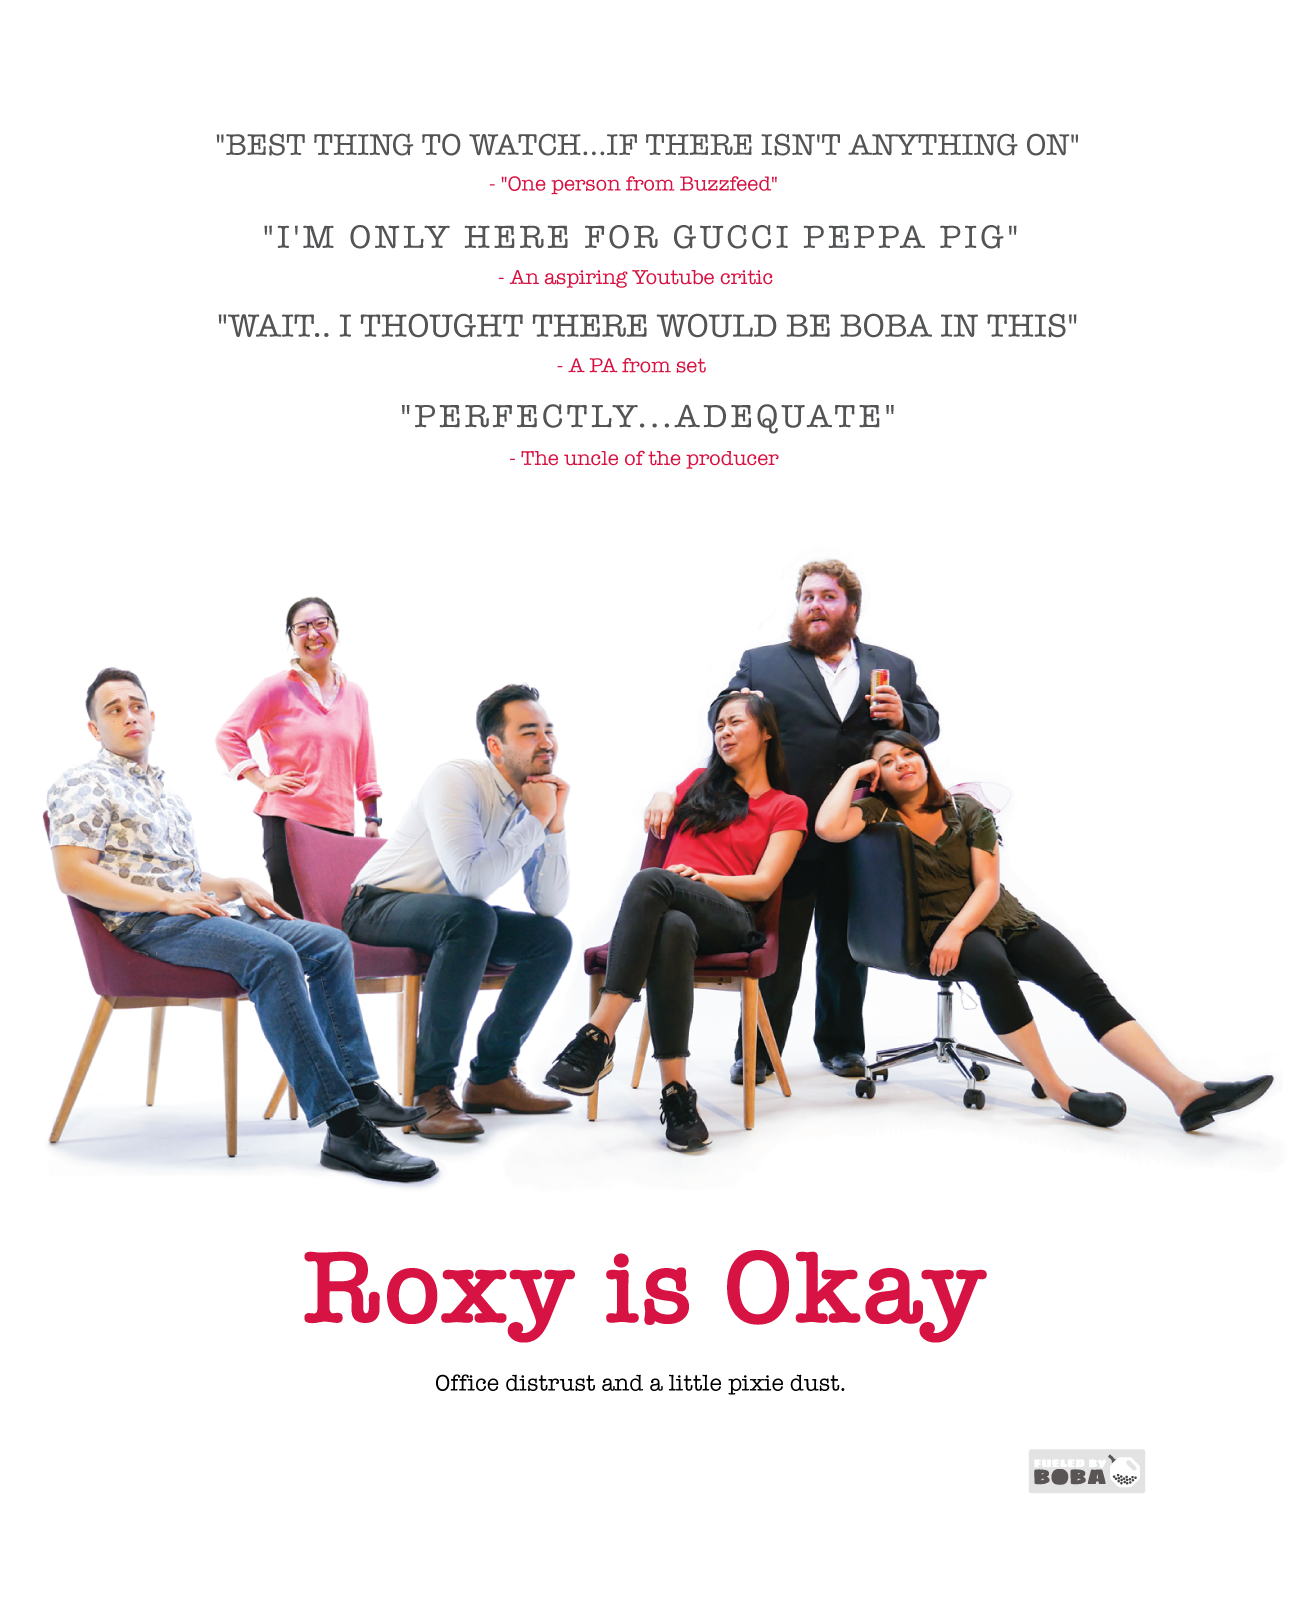 "BEST THING TO WATCH...IF THERE ISN'T ANYTHING ON"
- "One person from Buzzfeed"
"I'M ONLY HERE FOR GUCCI PEPPA PIG"
- An aspiring Youtube critic
"WAIT.. I THOUGHT THERE WOULD BE BOBA IN THIS"
- A PA from set
"PERFECTLY...ADEQUATE"
- The uncle of the producer
Roxy is Okay
Office distrust and a little pixie dust.
FUELED BY
BOBA